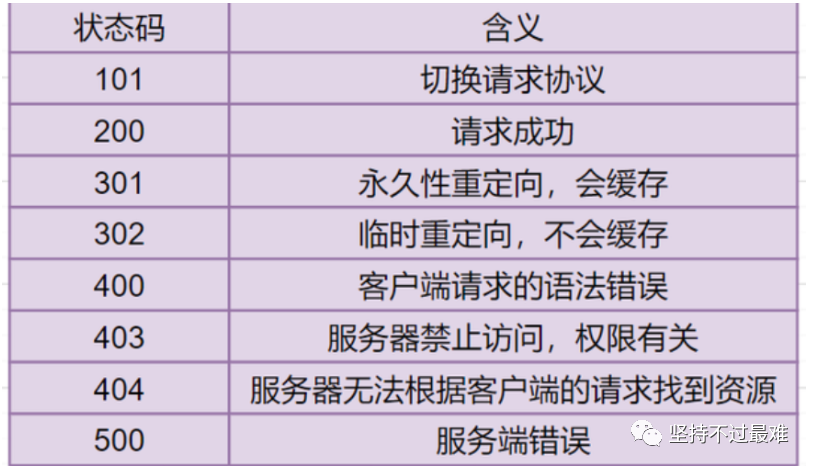 状态码 含义
101 切换请求协议
200 请求成功
301 永久性重定向，会缓存
302 临时重定向，不会缓存
400 客户端请求的语法错误
403 服务器禁止访问，权限有关
404 服务器无法根据客户端的请求找到资源
500 服务端错误
坚持不过最难